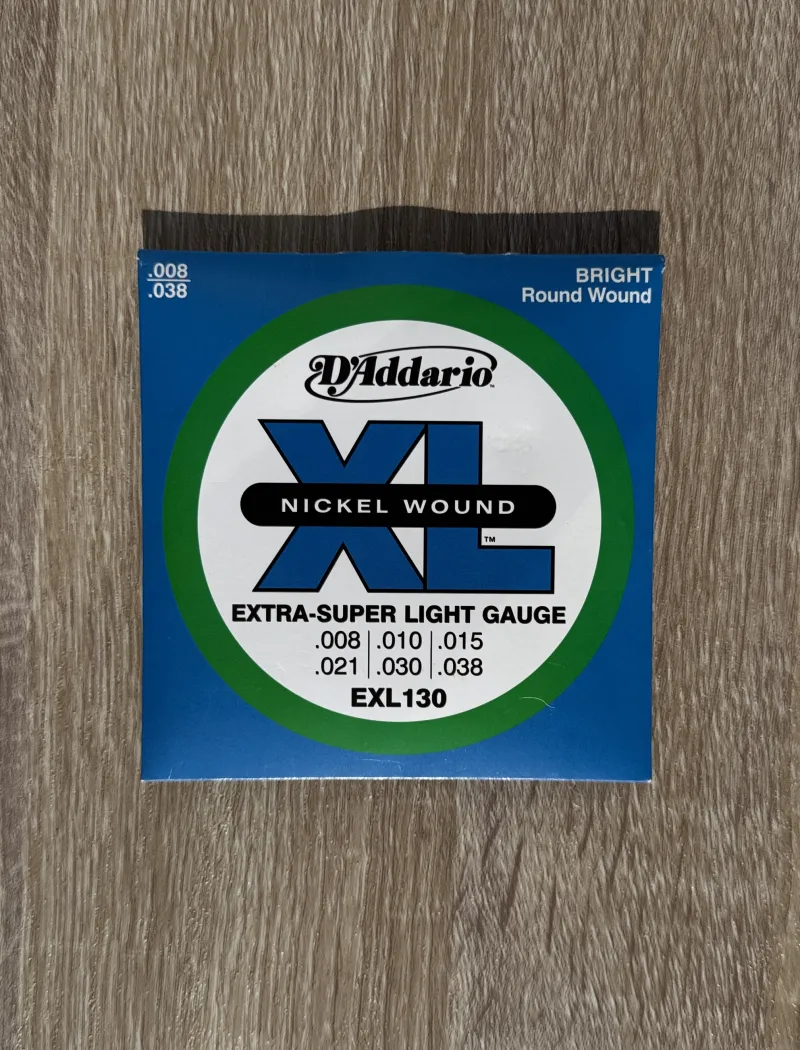 .008
.038
BRIGHT
Round Wound
D'Addario
XL
NICKEL WOUND
™
EXTRA-SUPER LIGHT GAUGE
.008 | .010 | .015
.021 | .030 | .038
EXL130